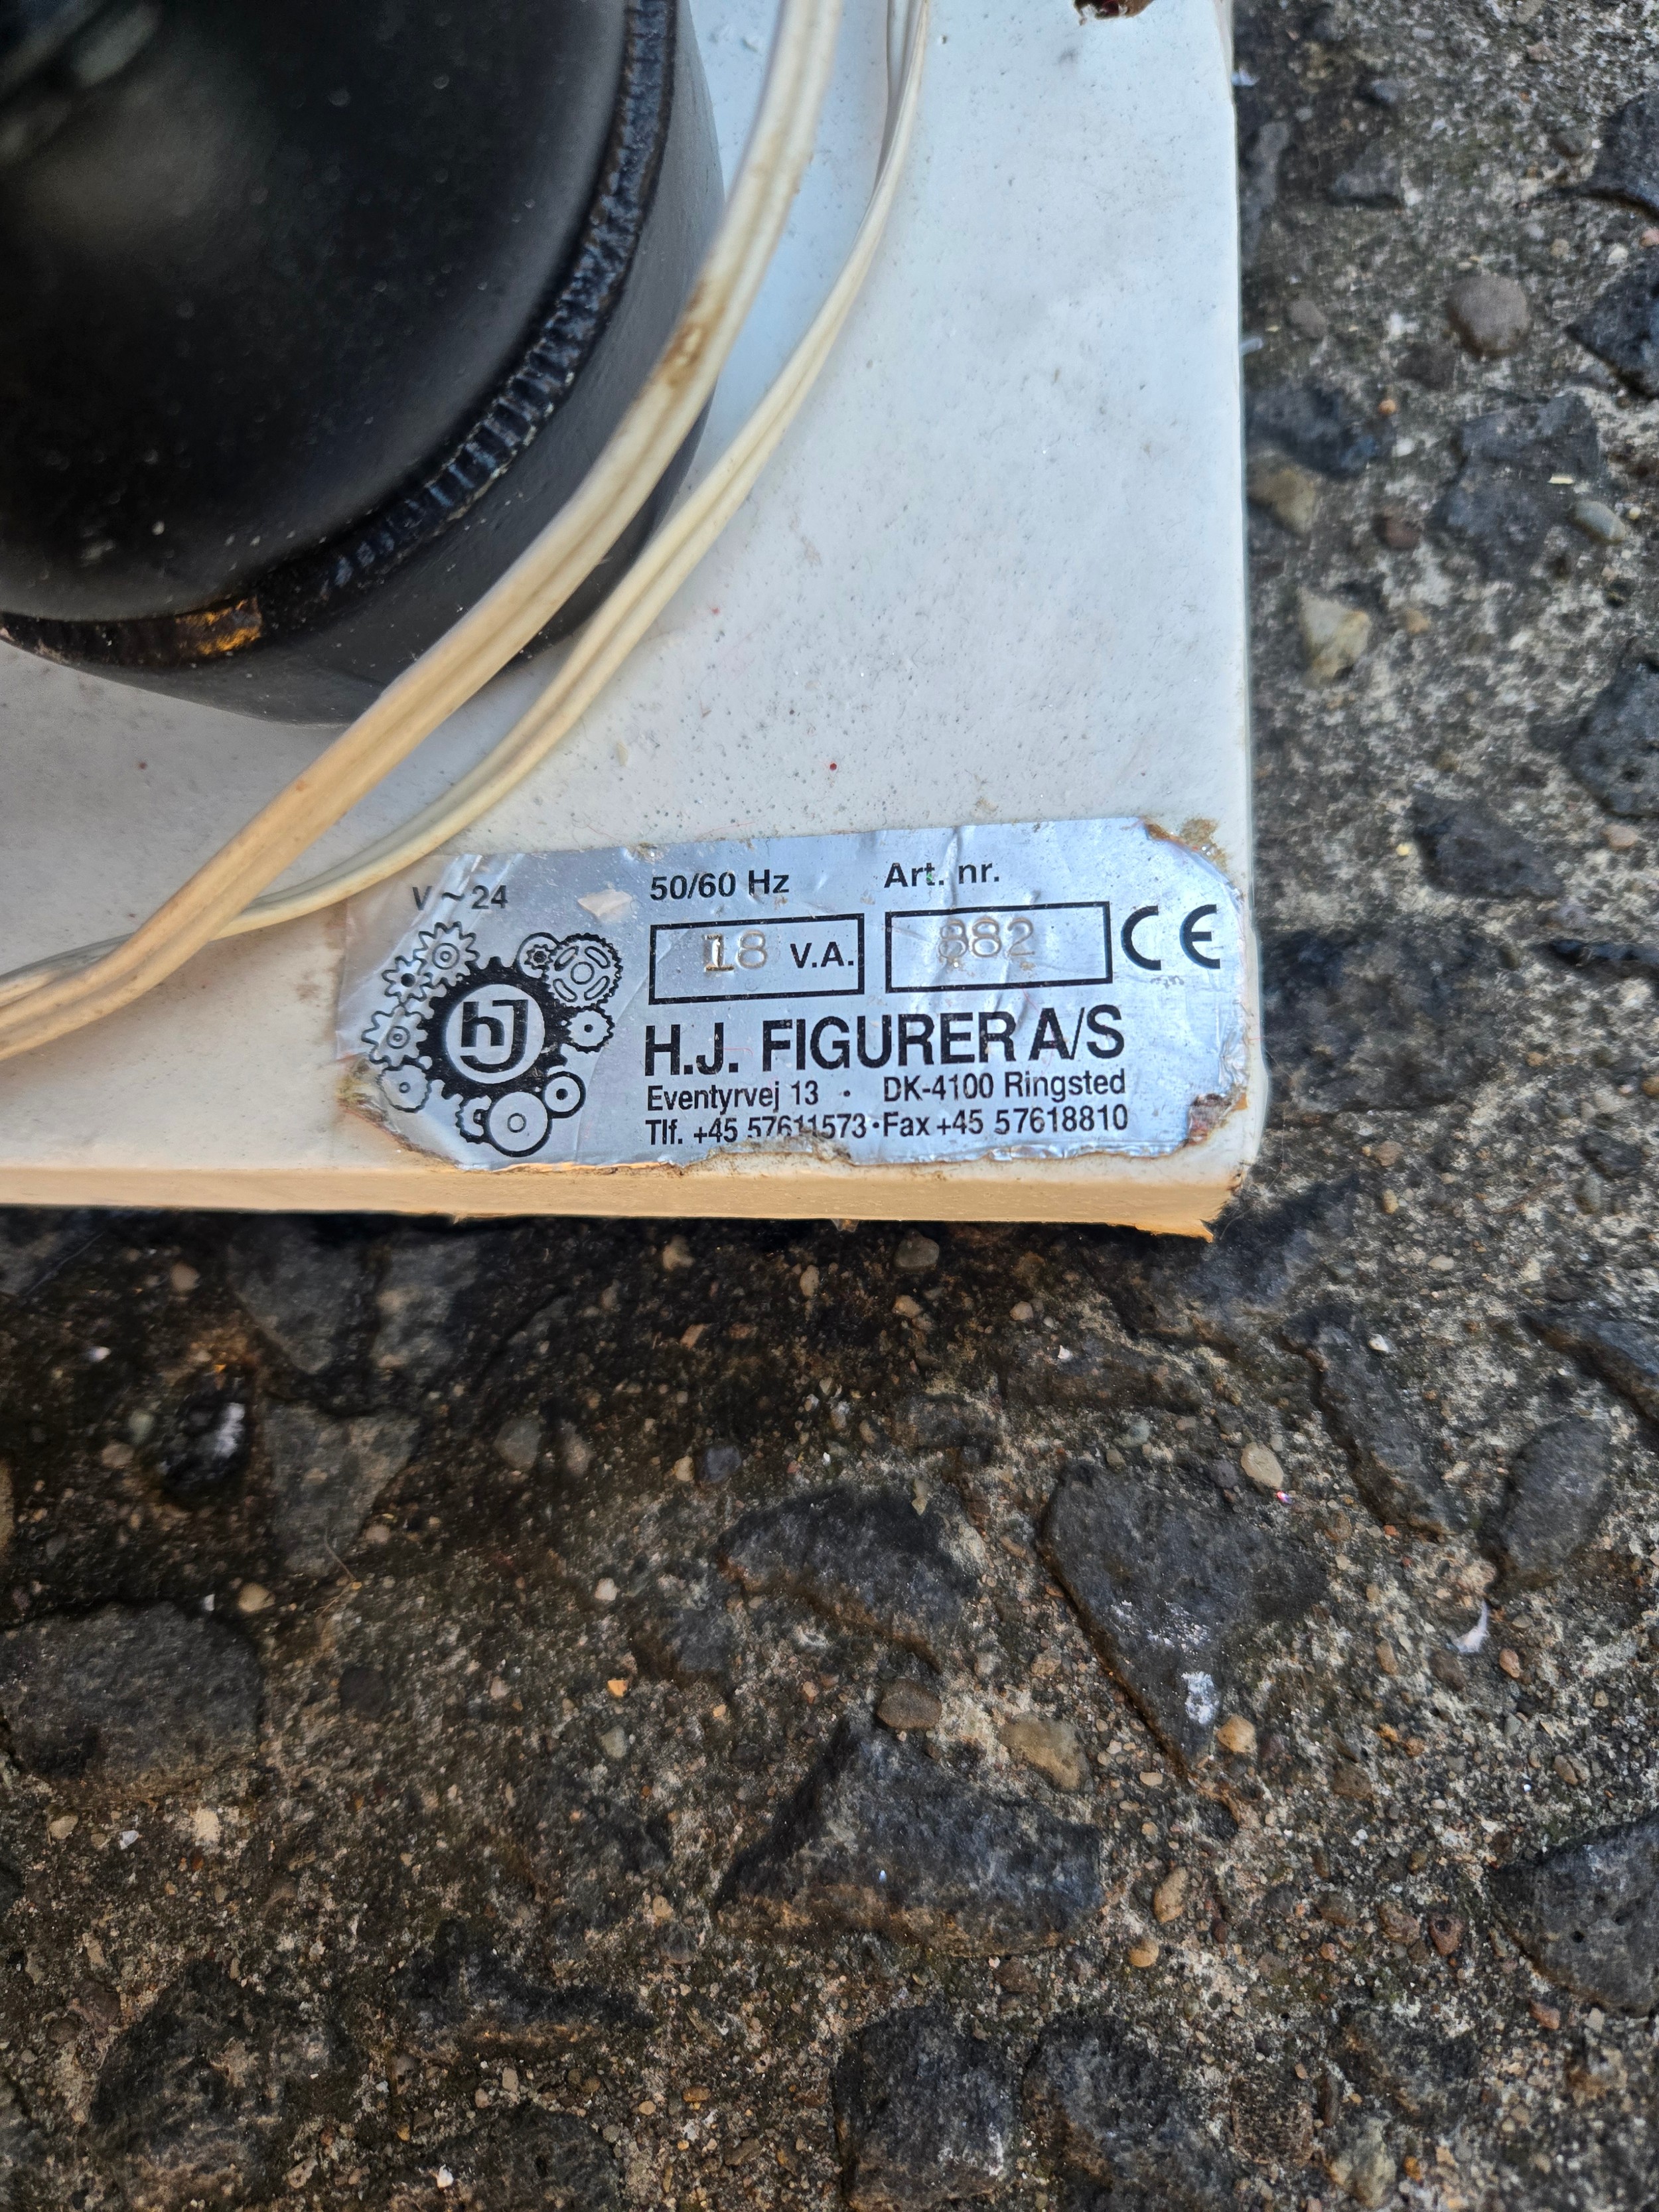 V ~ 24 50/60 Hz Art. nr.
18 V.A. 882 CE
hJ H.J. FIGURER A/S
Eventyrvej 13 · DK-4100 Ringsted
Tlf. +45 57611573·Fax +45 57618810